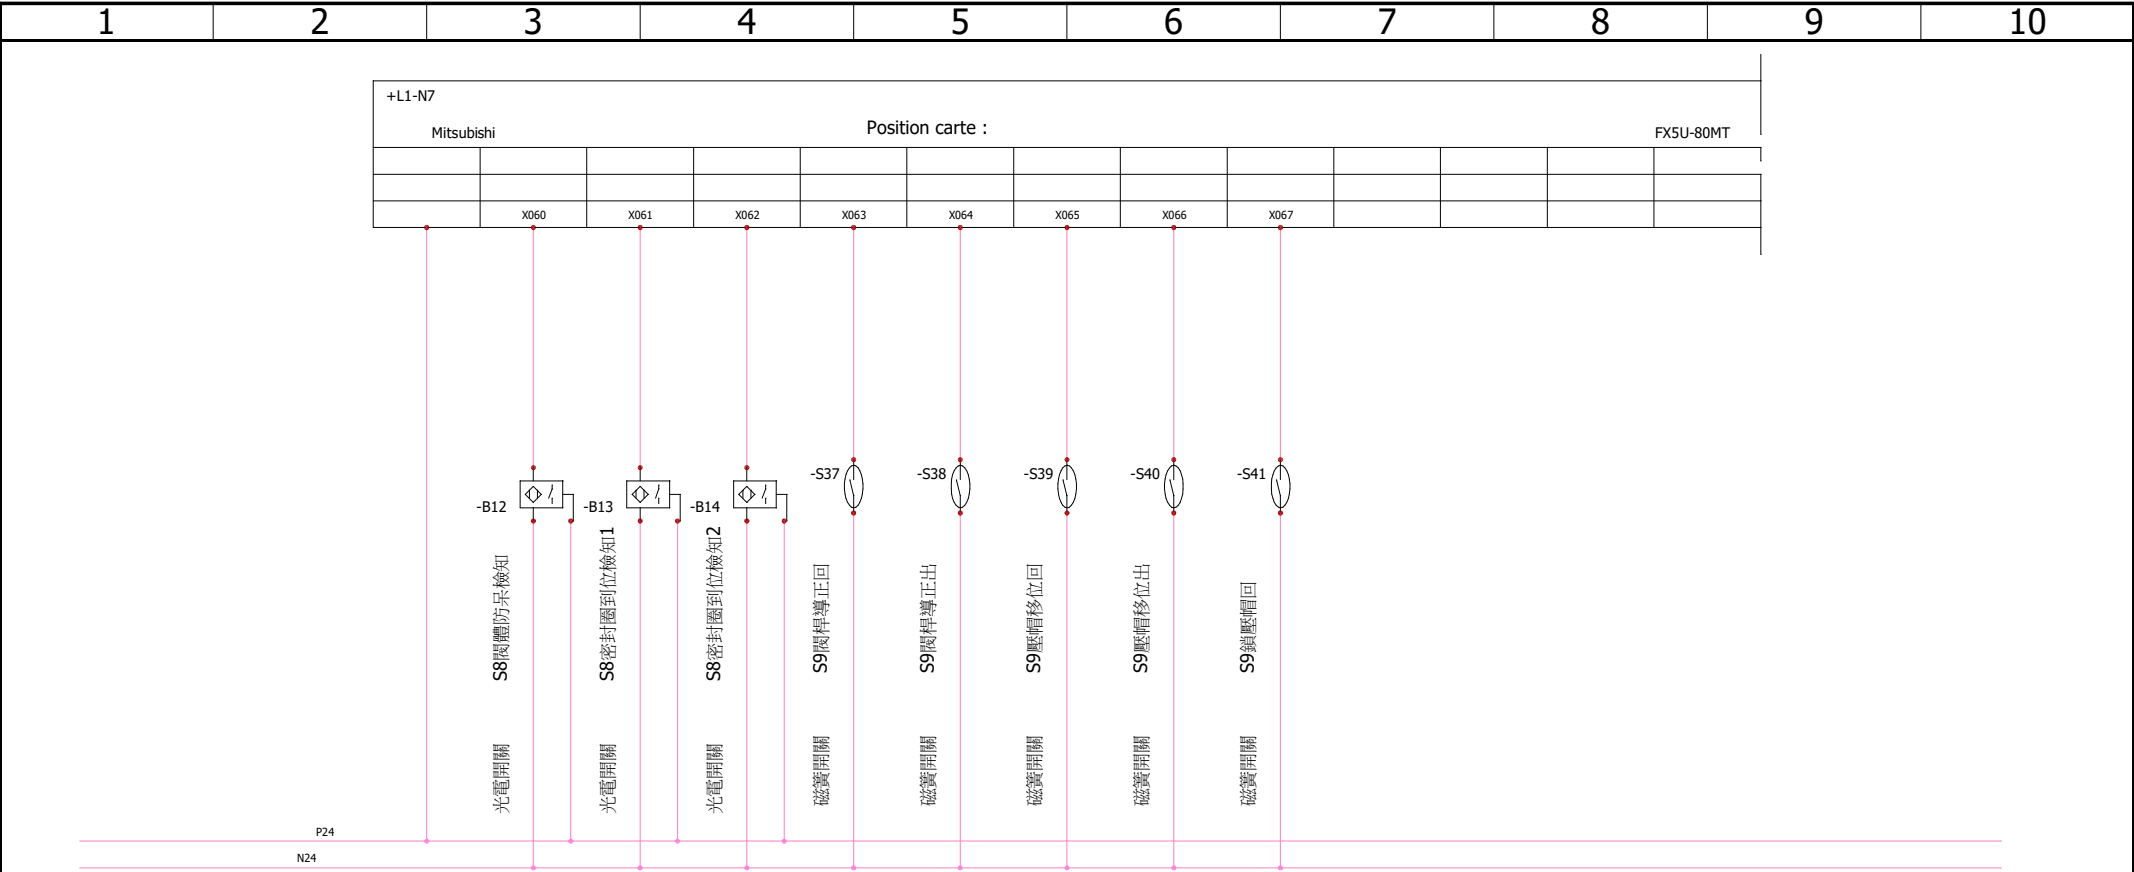 1 2 3 4 5 6 7 8 9 10
+L1-N7
Mitsubishi
Position carte :
FX5U-80MT
X060 X061 X062 X063 X064 X065 X066 X067
-S37 -S38 -S39 -S40 -S41
-B12 -B13 -B14
S8閥體防呆檢知
S8密封圈到位檢知1
S8密封圈到位檢知2
S9閥桿導正回
S9閥桿導正出
S9壓帽移位回
S9壓帽移位出
S9鎖壓帽回
光電開關
光電開關
光電開關
磁簧開關
磁簧開關
磁簧開關
磁簧開關
磁簧開關
P24
N24